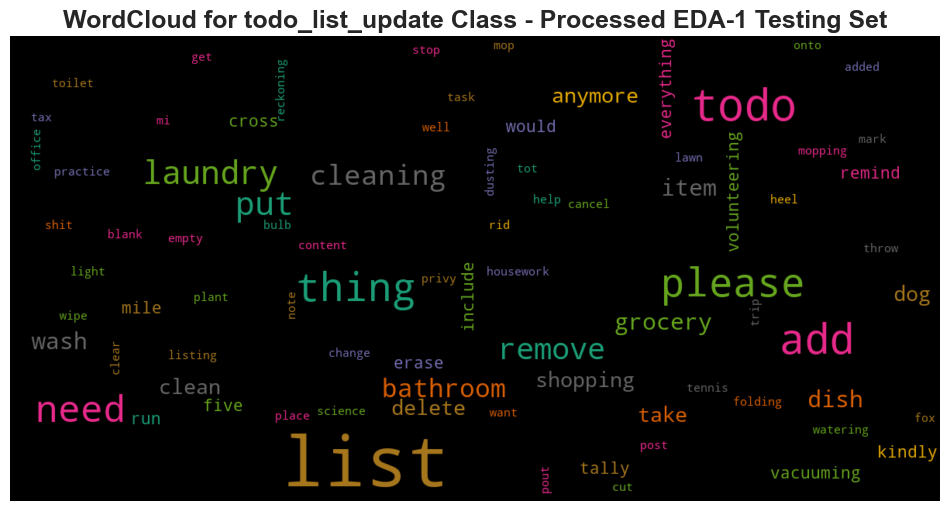 WordCloud for todo_list_update Class - Processed EDA-1 Testing Set
get
stop
mop
onto
toilet
reckoning
task
anymore
everything
added
todo
tax
mi
cross
well
would
mark
office
practice
laundry
cleaning
dusting
tot
lawn
item
volunteering
mopping
remind
put
help
cancel
heel
shit
bulb
rid
blank
empty
content
throw
light
thing
privy
include
housework
please
plant
note
dog
mile
trip
wipe
grocery
wash
clear
listing
change
erase
remove
add
clean
bathroom
shopping
tennis
need
run
five
place
science
delete
want
take
folding
dish
fox
watering
list
post
kindly
pout
tally
cut
vacuuming